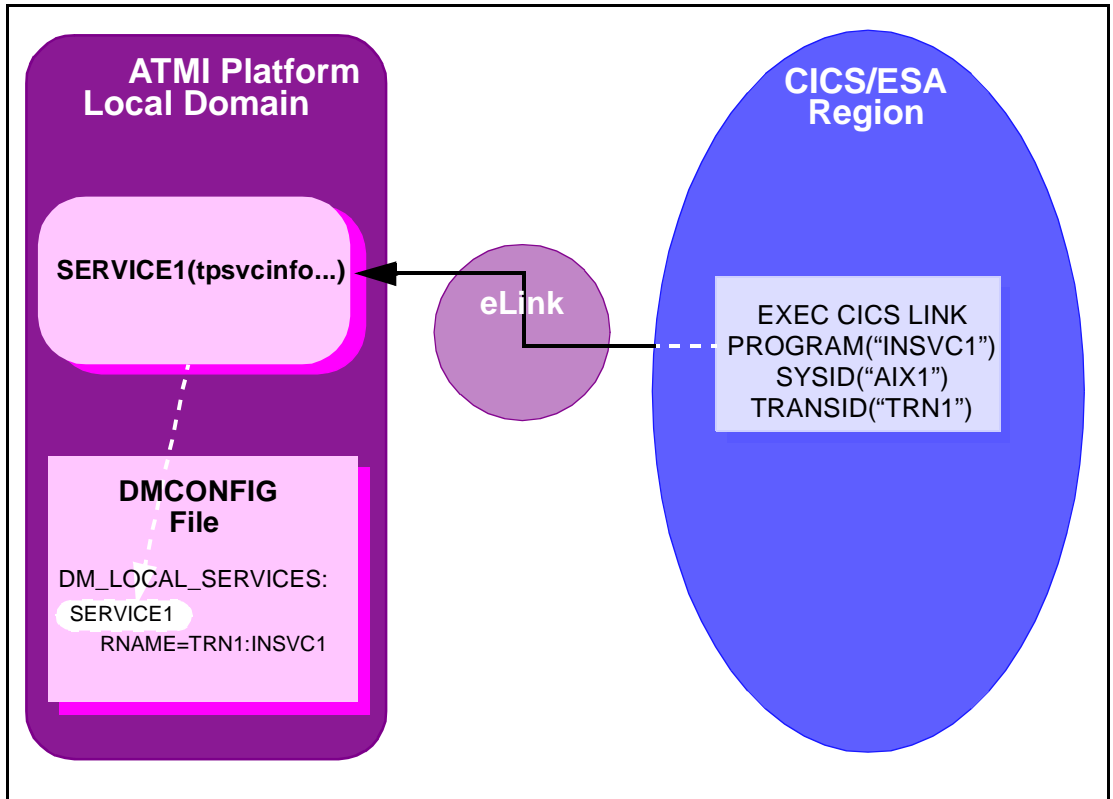 ATMI Platform
Local Domain
SERVICE1(tpsvcinfo...)
DMCONFIG
File
DM_LOCAL_SERVICES:
SERVICE1
RNAME=TRN1:INSVC1
eLink
CICS/ESA
Region
EXEC CICS LINK
PROGRAM(“INSVC1”)
SYSID(“AIX1”)
TRANSID(“TRN1”)